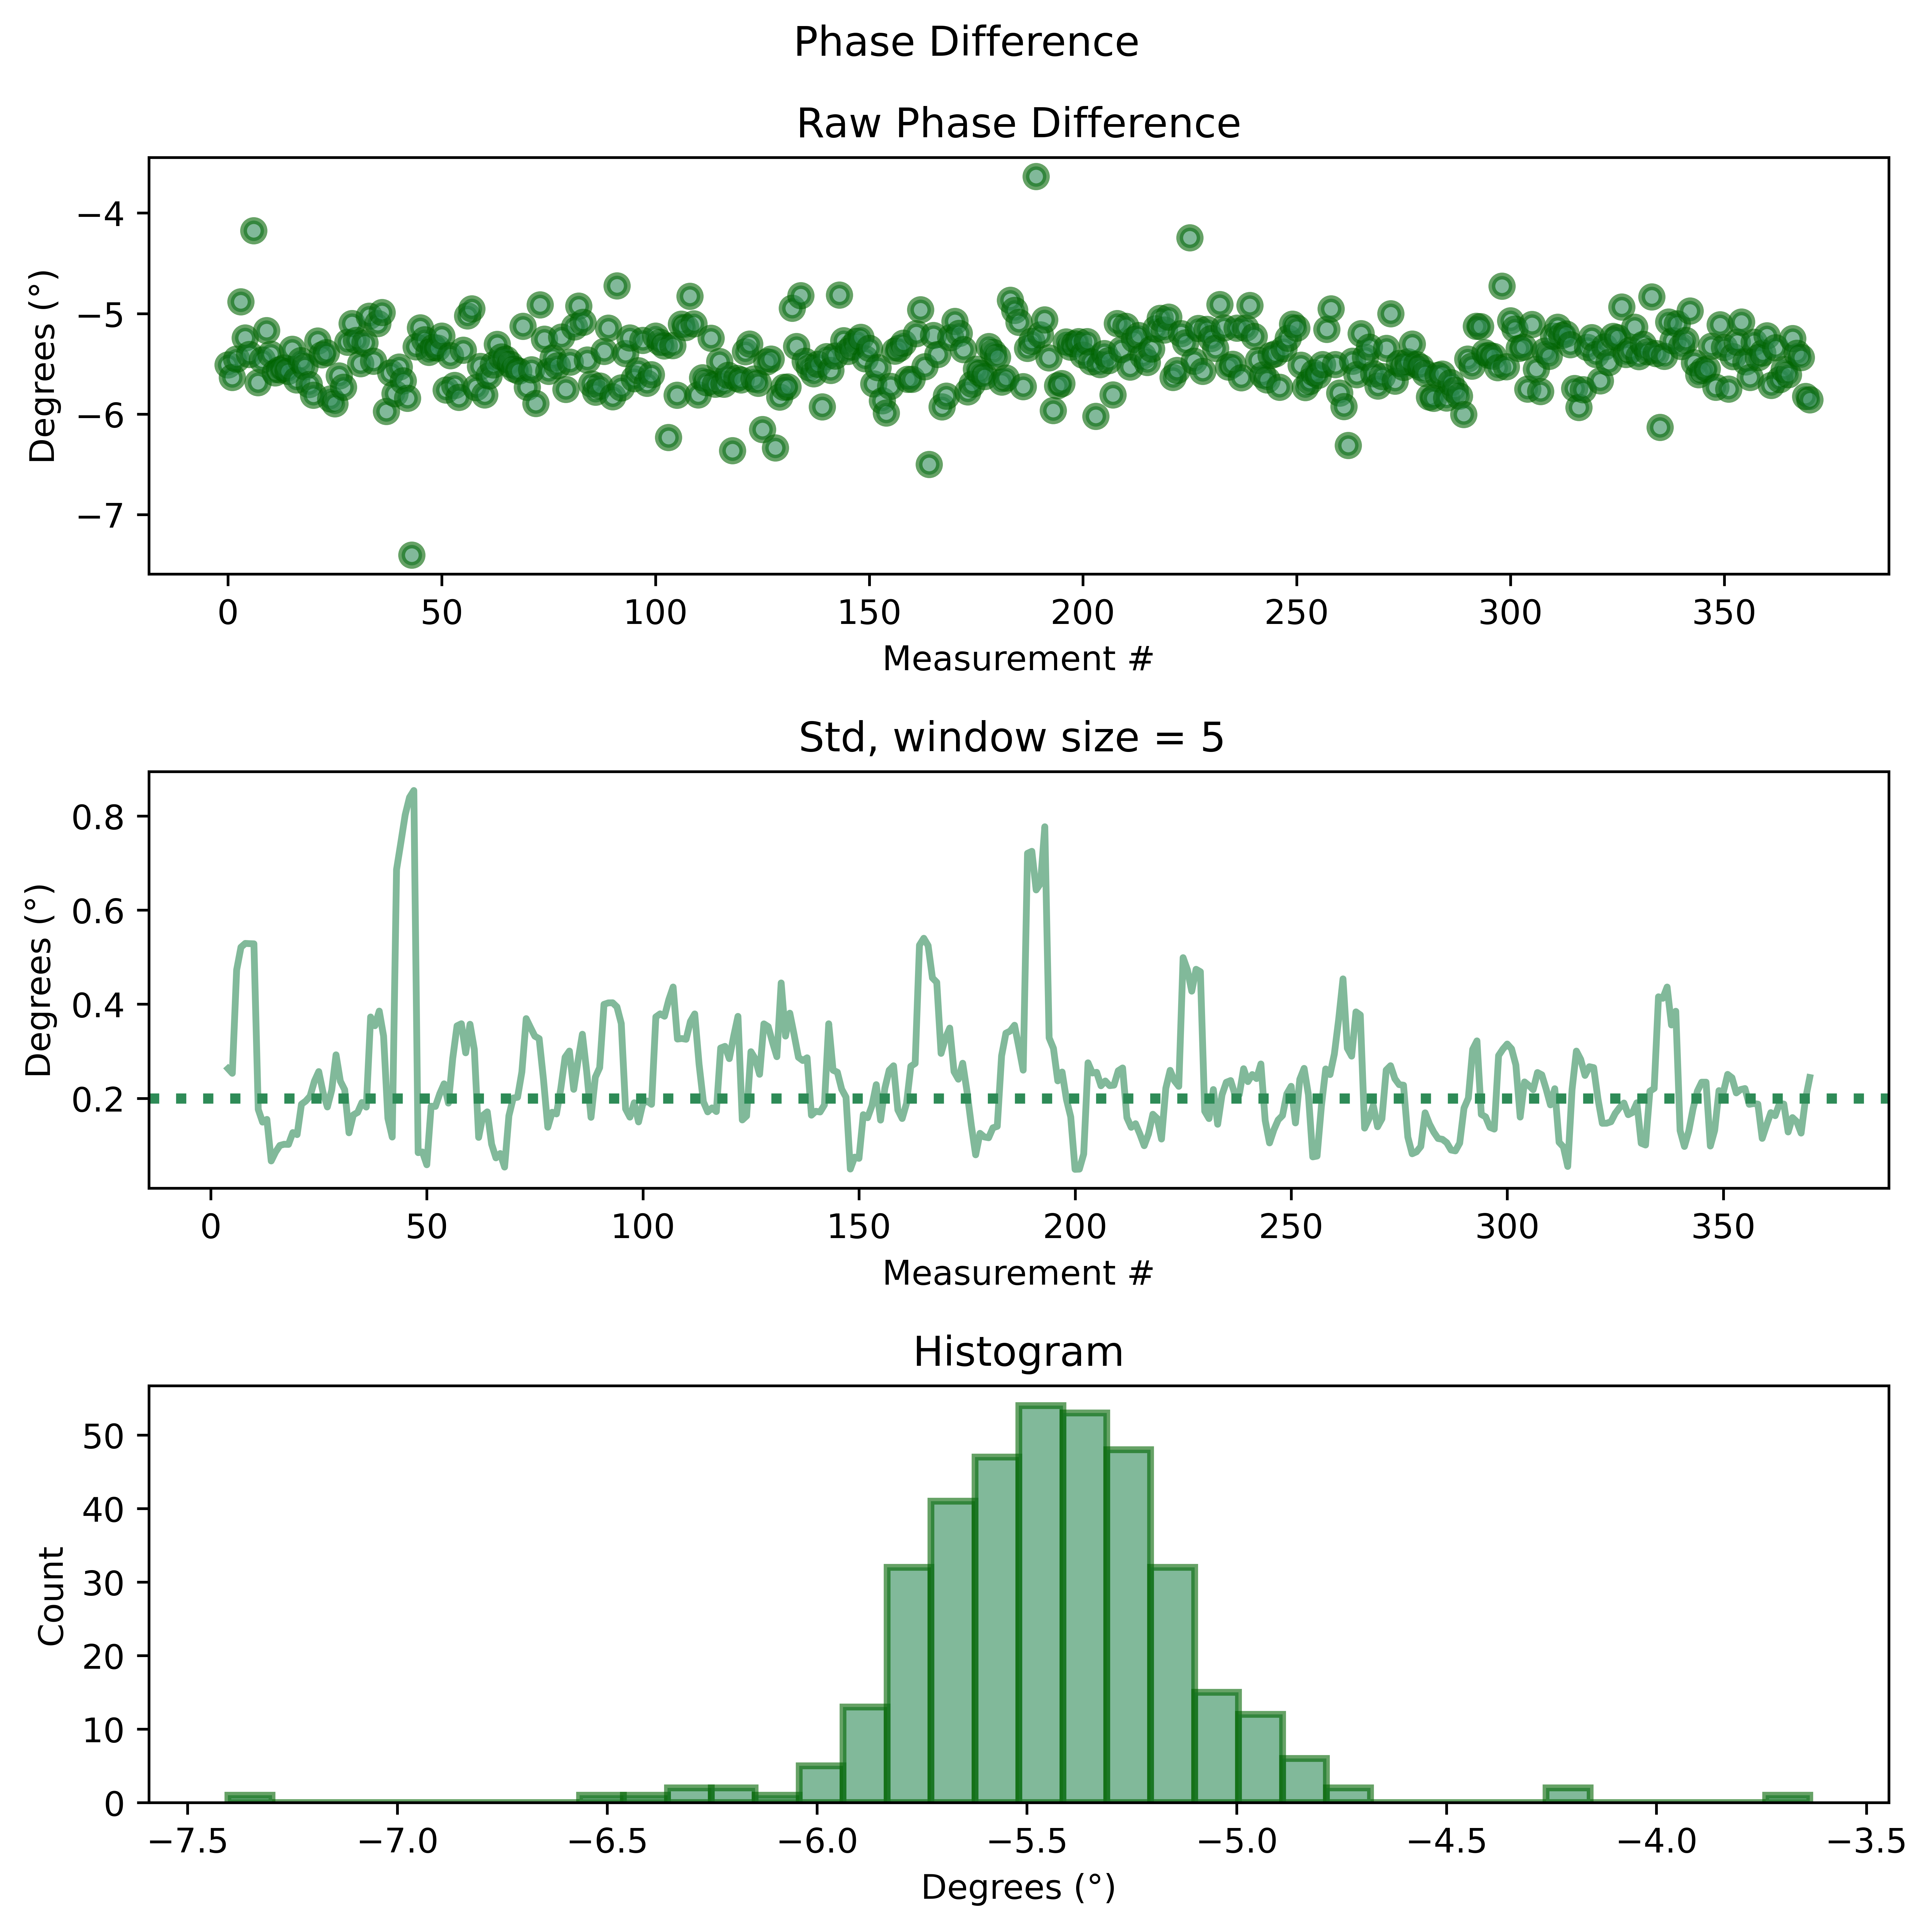 Phase Difference
Raw Phase Difference
Degrees (°)
−4
−5
−6
−7
0 50 100 150 200 250 300 350
Measurement #
Std, window size = 5
Degrees (°)
0.8
0.6
0.4
0.2
0 50 100 150 200 250 300 350
Measurement #
Histogram
Count
50
40
30
20
10
0
−7.5 −7.0 −6.5 −6.0 −5.5 −5.0 −4.5 −4.0 −3.5
Degrees (°)